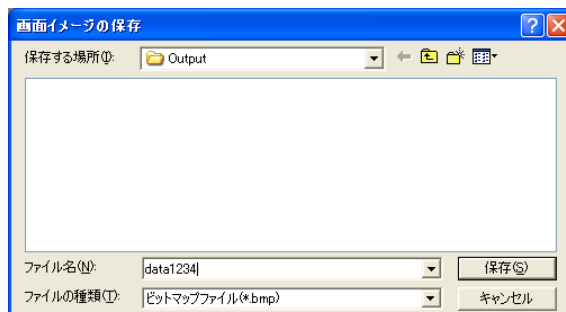 画面イメージの保存
保存する場所(I): Output
ファイル名(N): data1234 保存(S)
ファイルの種類(T): ビットマップファイル(*.bmp) キャンセル